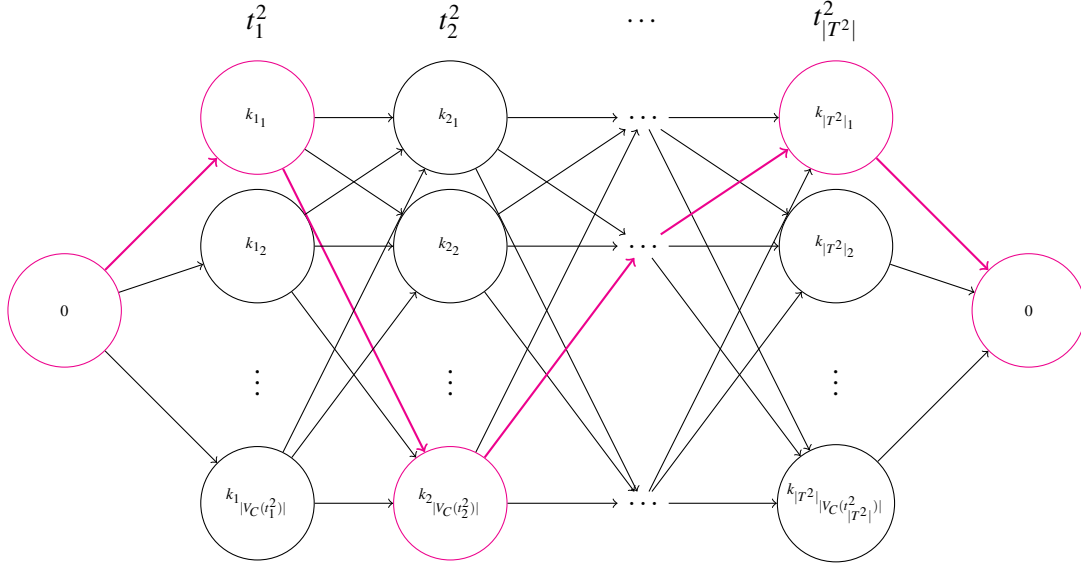 t_1^2 t_2^2 ⋯ t_{|T^2|}^2
k_{1_1} k_{2_1} ⋯ k_{|T^2|_1}
k_{1_2} k_{2_2} ⋯ k_{|T^2|_2}
0 0
⋮ ⋮ ⋮
k_{1_{|V_C(t_1^2)|}} k_{2_{|V_C(t_2^2)|}} ⋯ k_{|T^2|_{|V_C(t_{|T^2|}^2)|}}